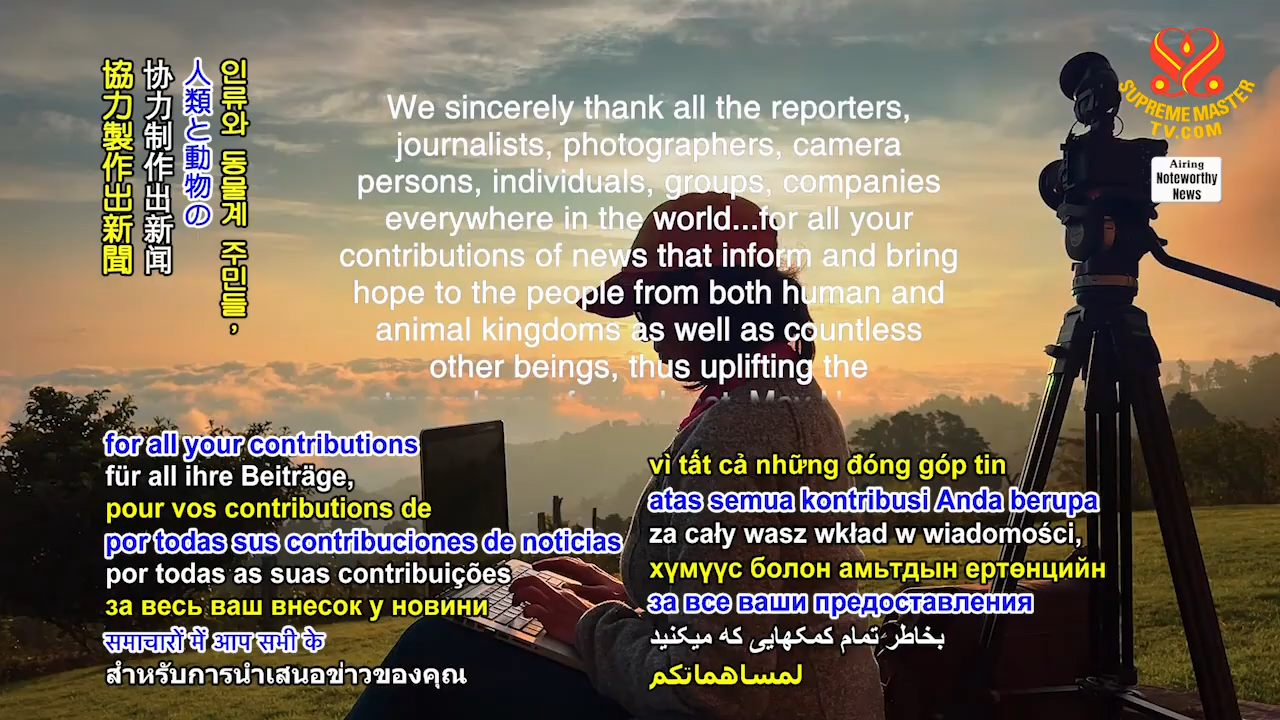 協力製作出新聞
协力制作出新闻
人類と動物の
인류와 동물계 주민들,
We sincerely thank all the reporters,
journalists, photographers, camera
persons, individuals, groups, companies
everywhere in the world...for all your
contributions of news that inform and bring
hope to the people from both human and
animal kingdoms as well as countless
other beings, thus uplifting the
SUPREME MASTER
TV.COM
Airing
Noteworthy
News
for all your contributions
für all ihre Beiträge,
pour vos contributions de
por todas sus contribuciones de noticias
por todas as suas contribuições
за весь ваш внесок у новини
समाचारों में आप सभी के
สำหรับการนำเสนอข่าวของคุณ
vì tất cả những đóng góp tin
atas semua kontribusi Anda berupa
za cały wasz wkład w wiadomości,
хүмүүс болон амьтдын ертөнцийн
за все ваши предоставления
بخاطر تمام کمکهایی که میکنید
لمساهماتكم